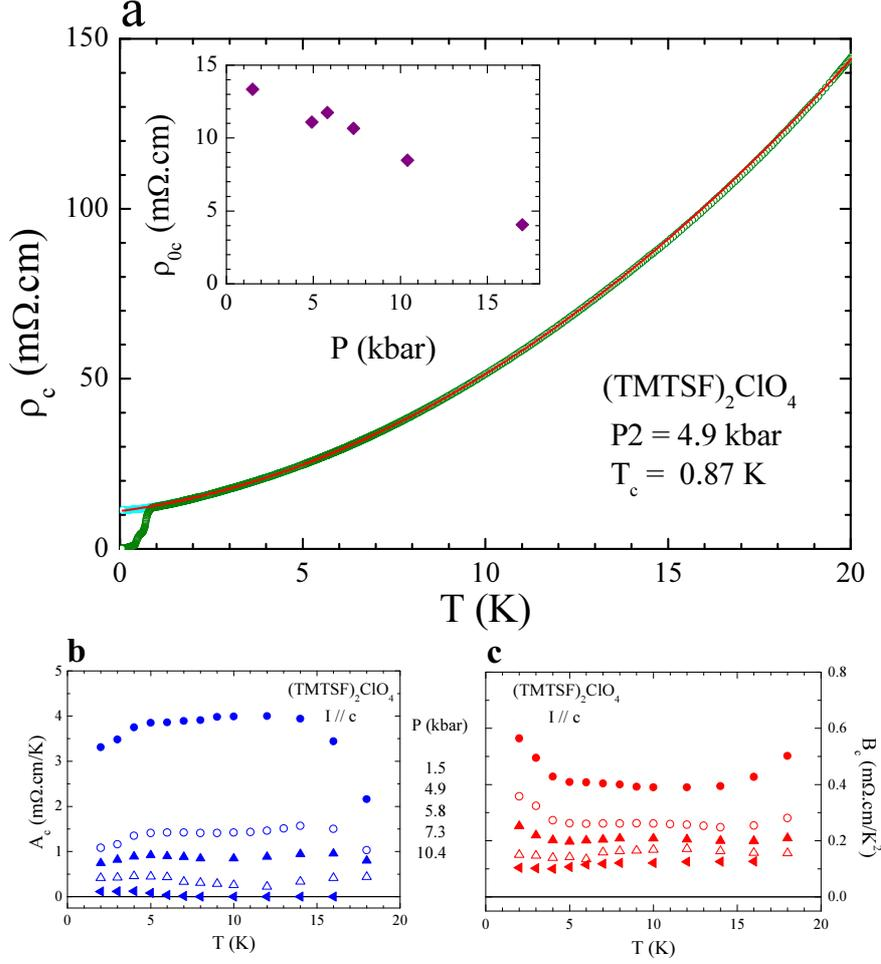 a
150
100
50
0
ρc (mΩ.cm)
15
10
5
0
ρ0c (mΩ.cm)
0 5 10 15
P (kbar)
(TMTSF)2ClO4
P2 = 4.9 kbar
Tc = 0.87 K
0 5 10 15 20
T (K)
b
5
4
3
2
1
0
Ac (mΩ.cm/K)
(TMTSF)2ClO4
I // c
0 5 10 15 20
T (K)
P (kbar)
1.5
4.9
5.8
7.3
10.4
c
(TMTSF)2ClO4
I // c
0.8
0.6
0.4
0.2
0.0
Bc (mΩ.cm/K2)
0 5 10 15 20
T (K)